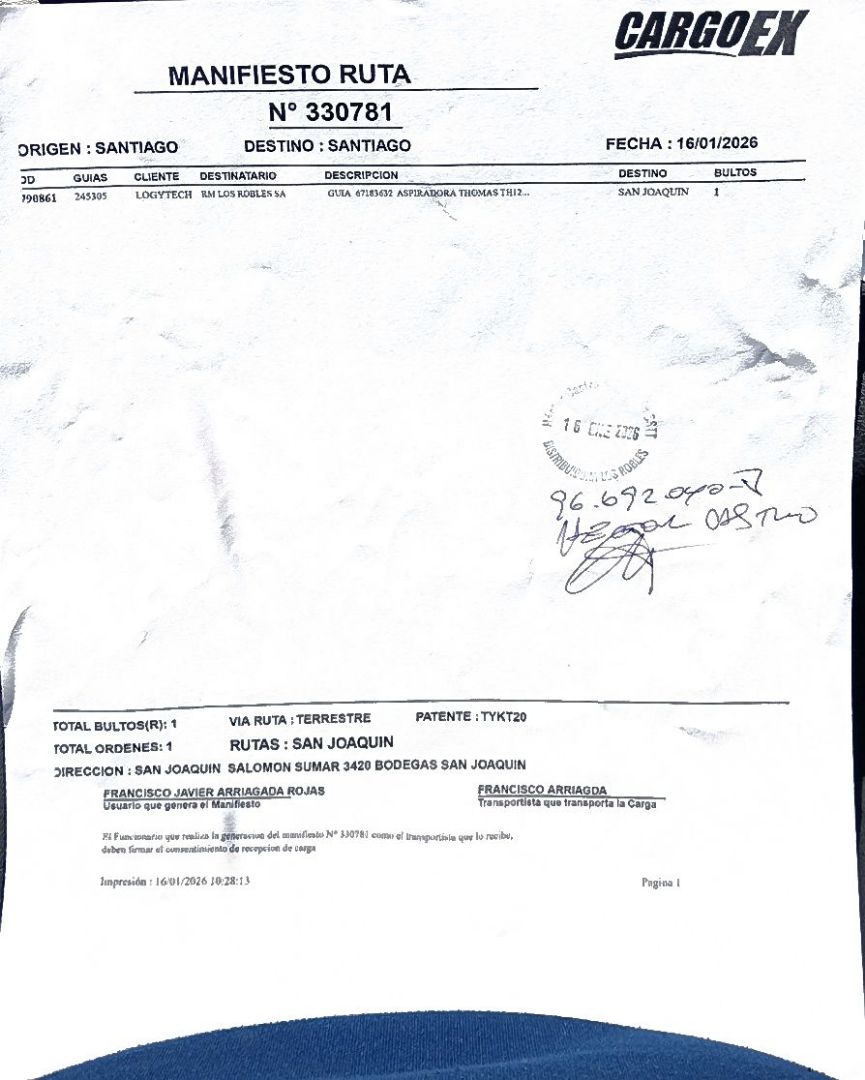 CARGOEX
MANIFIESTO RUTA
N° 330781
ORIGEN : SANTIAGO DESTINO : SANTIAGO FECHA : 16/01/2026
OD GUIAS CLIENTE DESTINATARIO DESCRIPCION DESTINO BULTOS
790861 245305 LOGYTECH RM LOS ROBLES SA GUIA 67183632 ASPIRADORA THOMAS TH12... SAN JOAQUIN 1
16 ENE 2026
LOS ROBLES
96.692.040-7
CASTRO
TOTAL BULTOS(R): 1 VIA RUTA : TERRESTRE PATENTE : TYKT20
TOTAL ORDENES: 1 RUTAS : SAN JOAQUIN
DIRECCION : SAN JOAQUIN SALOMON SUMAR 3420 BODEGAS SAN JOAQUIN
FRANCISCO JAVIER ARRIAGADA ROJAS FRANCISCO ARRIAGDA
Usuario que genera el Manifiesto Transportista que transporta la Carga
El Funcionario que realiza la generacion del manifiesto N° 330781 como el transportista que lo recibe,
deben firmar el consentimiento de recepcion de carga
Impresión : 16/01/2026 10:28:13 Pagina 1